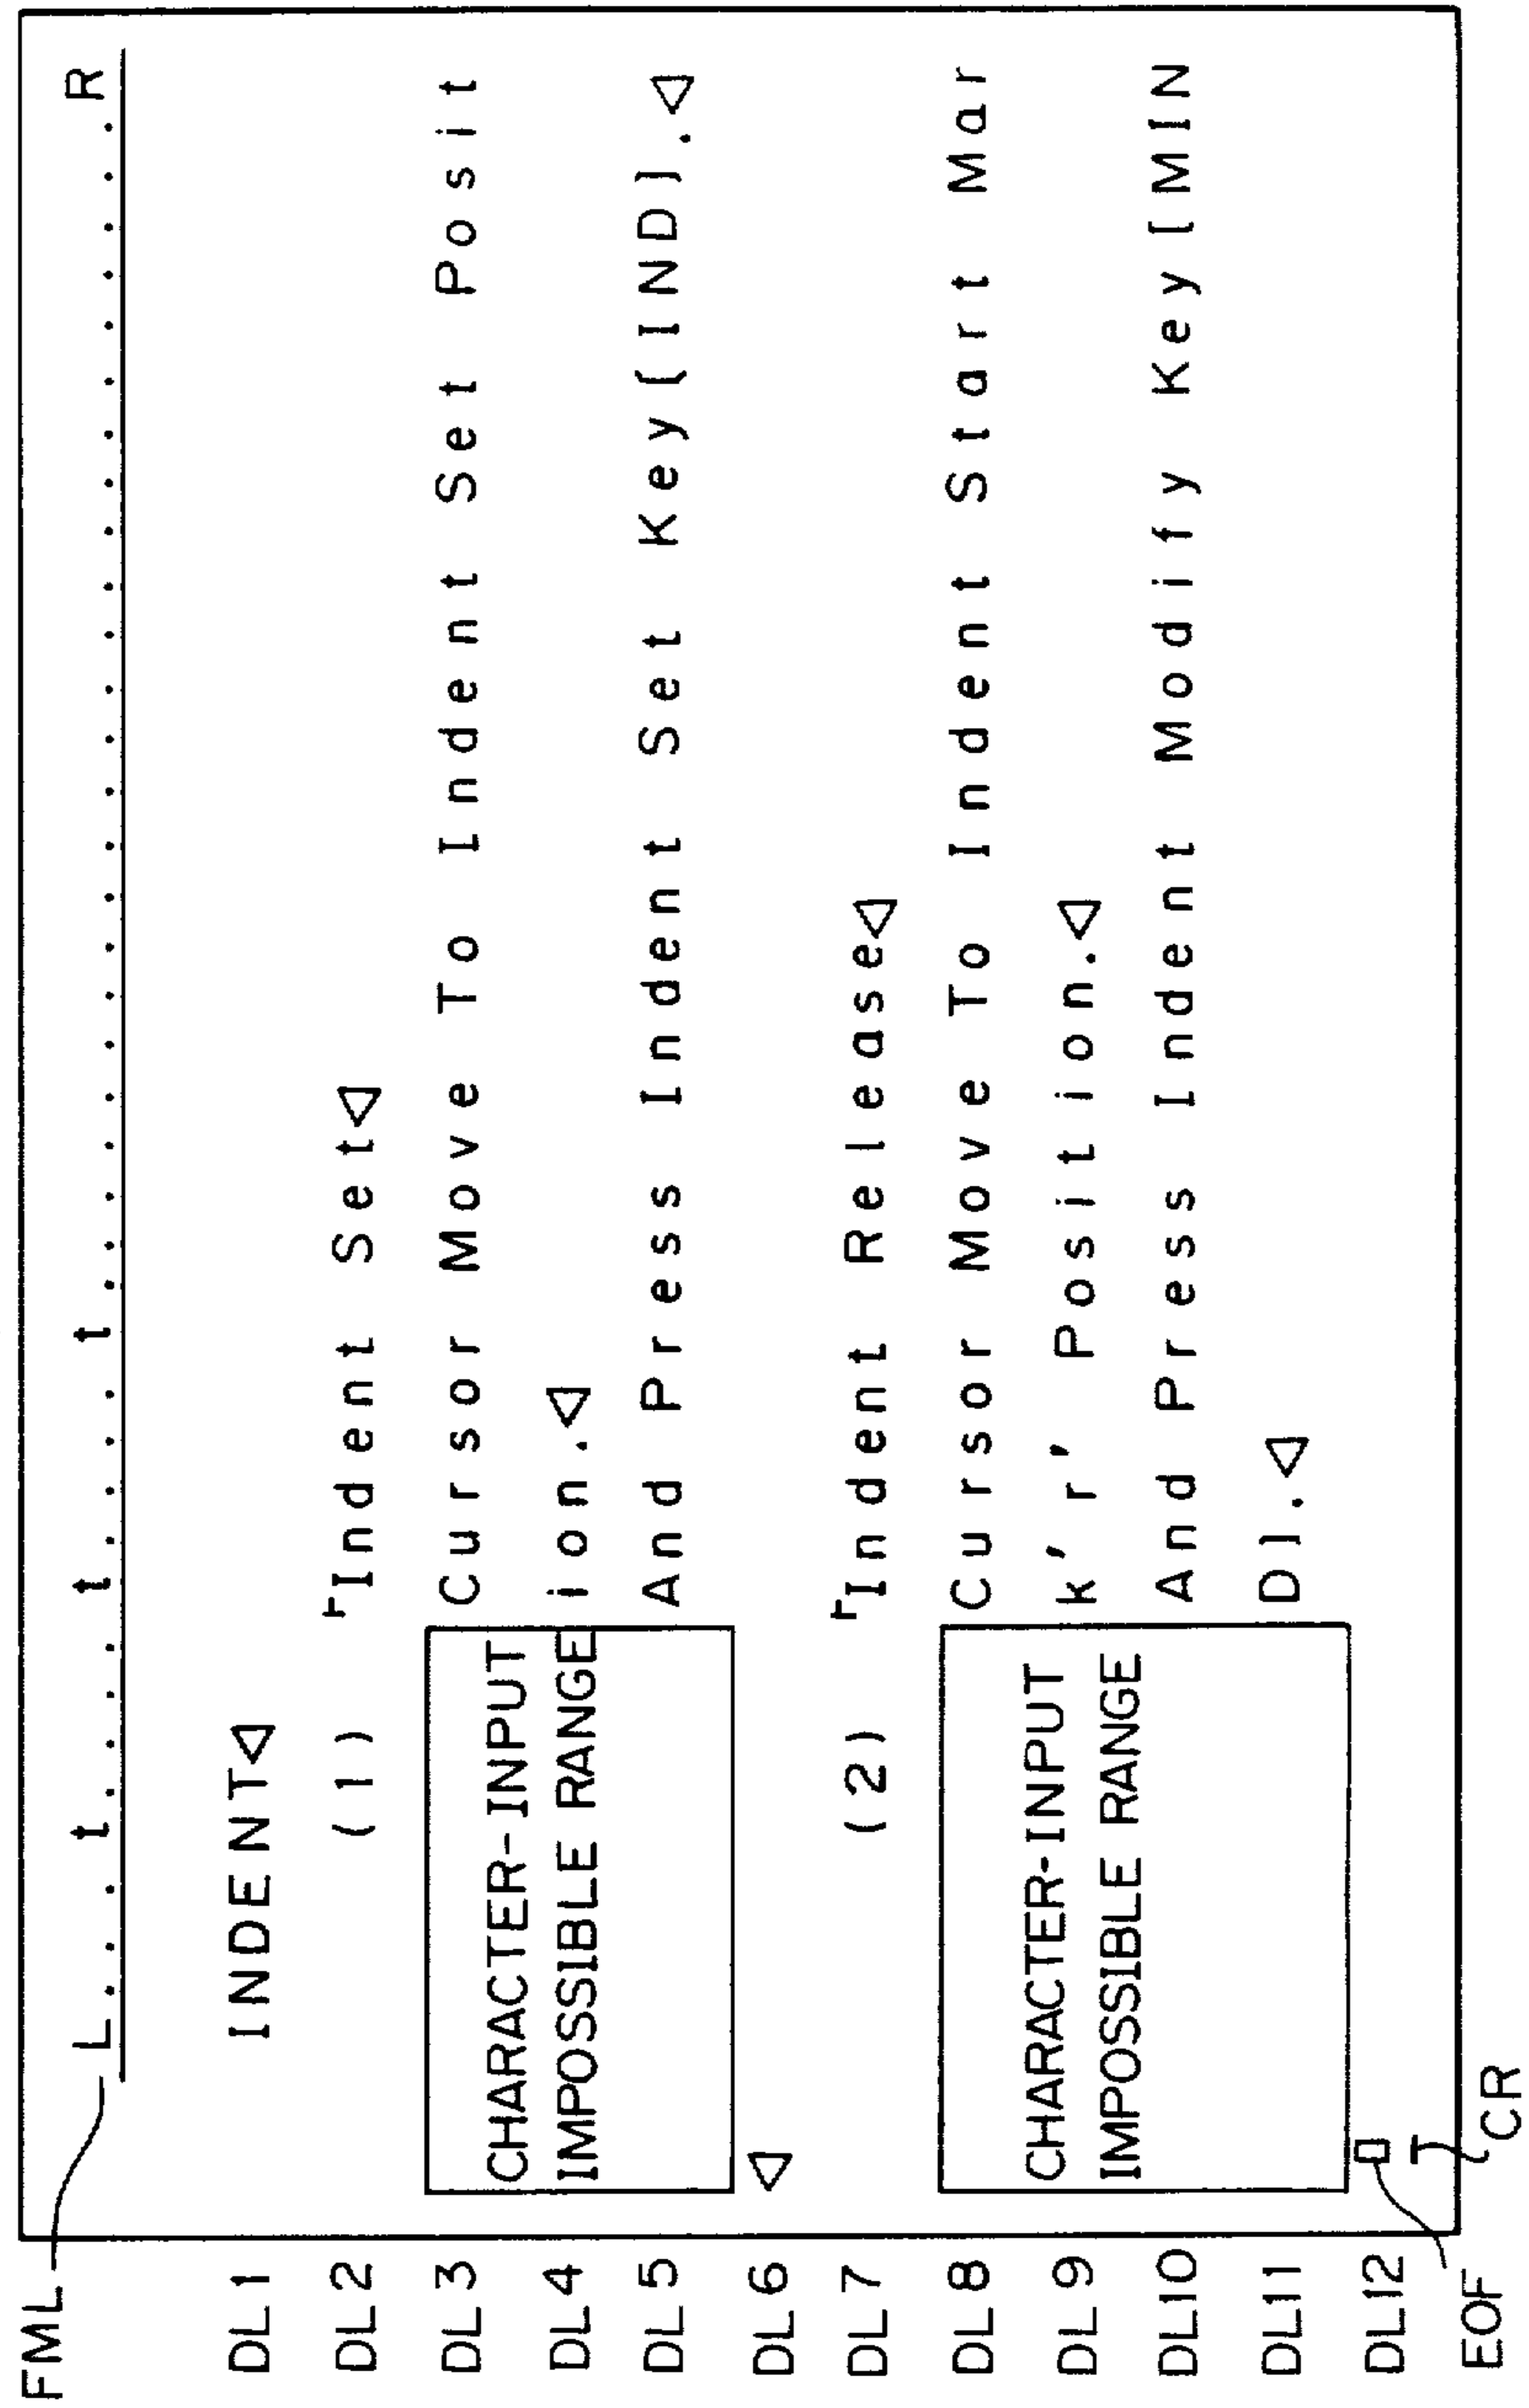 FML L...t....t....t...........................R
DL1 INDENT◁
DL2 (1) ┏Indent Set◁
DL3 Cursor Move To Indent Set Posit
DL4 CHARACTER-INPUT ion.◁
DL5 IMPOSSIBLE RANGE And Press Indent Set Key[IND].◁
DL6 ◁
DL7 (2) ┏Indent Release◁
DL8 Cursor Move To Indent Start Mar
DL9 CHARACTER-INPUT k'r' Position.◁
DL10 IMPOSSIBLE RANGE And Press Indent Modify Key[MIN
DL11 D].◁
DL12
EOF CR